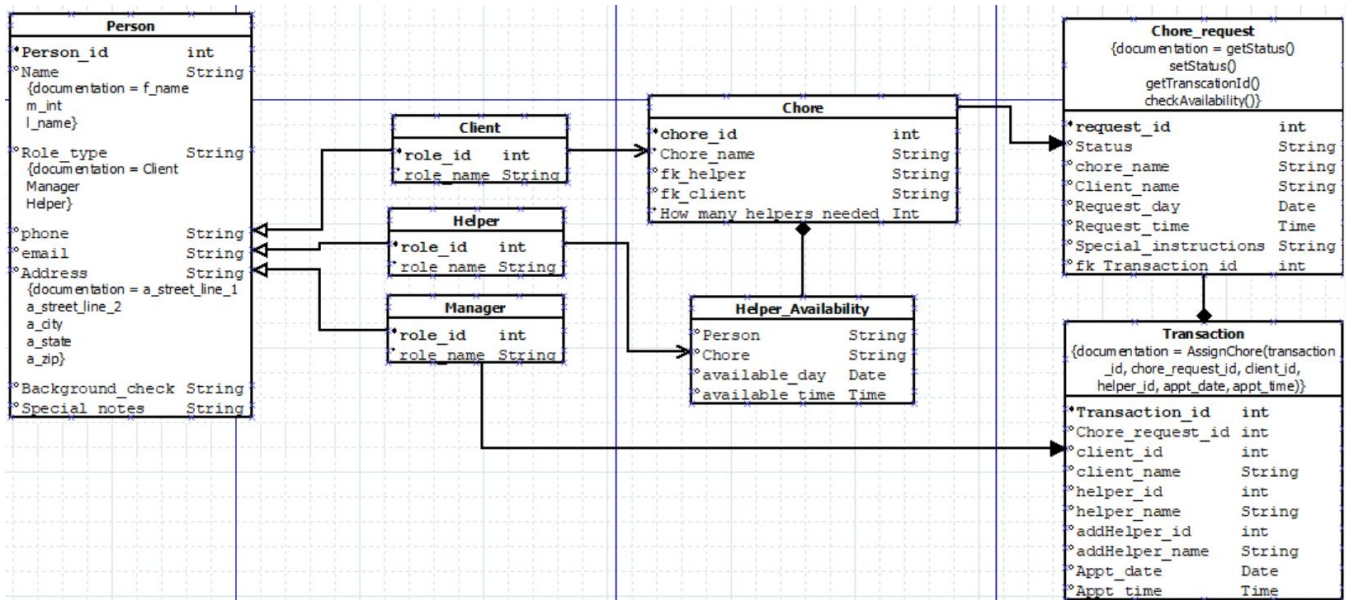 Person
Person_id int
Name String
{documentation = f_name
m_int
l_name}
Role_type String
{documentation = Client
Manager
Helper}
phone String
email String
Address String
{documentation = a_street_line_1
a_street_line_2
a_city
a_state
a_zip}
Background_check String
Special notes String
Client
role_id int
role_name String
Helper
role_id int
role_name String
Manager
role_id int
role_name String
Chore
chore_id int
Chore_name String
fk_helper String
fk_client String
How many helpers needed Int
Helper_Availability
Person String
Chore String
available_day Date
available_time Time
Chore_request
{documentation = getStatus()
setStatus()
getTranscationId()
checkAvailability()}
request_id int
Status String
chore_name String
Client_name String
Request_day Date
Request_time Time
Special_instructions String
fk_Transaction_id int
Transaction
{documentation = AssignChore(transaction
_id, chore_request_id, client_id,
helper_id, appt_date, appt_time)}
Transaction_id int
Chore_request_id int
client_id int
client_name String
helper_id int
helper_name String
addHelper_id int
addHelper_name String
Appt_date Date
Appt_time Time